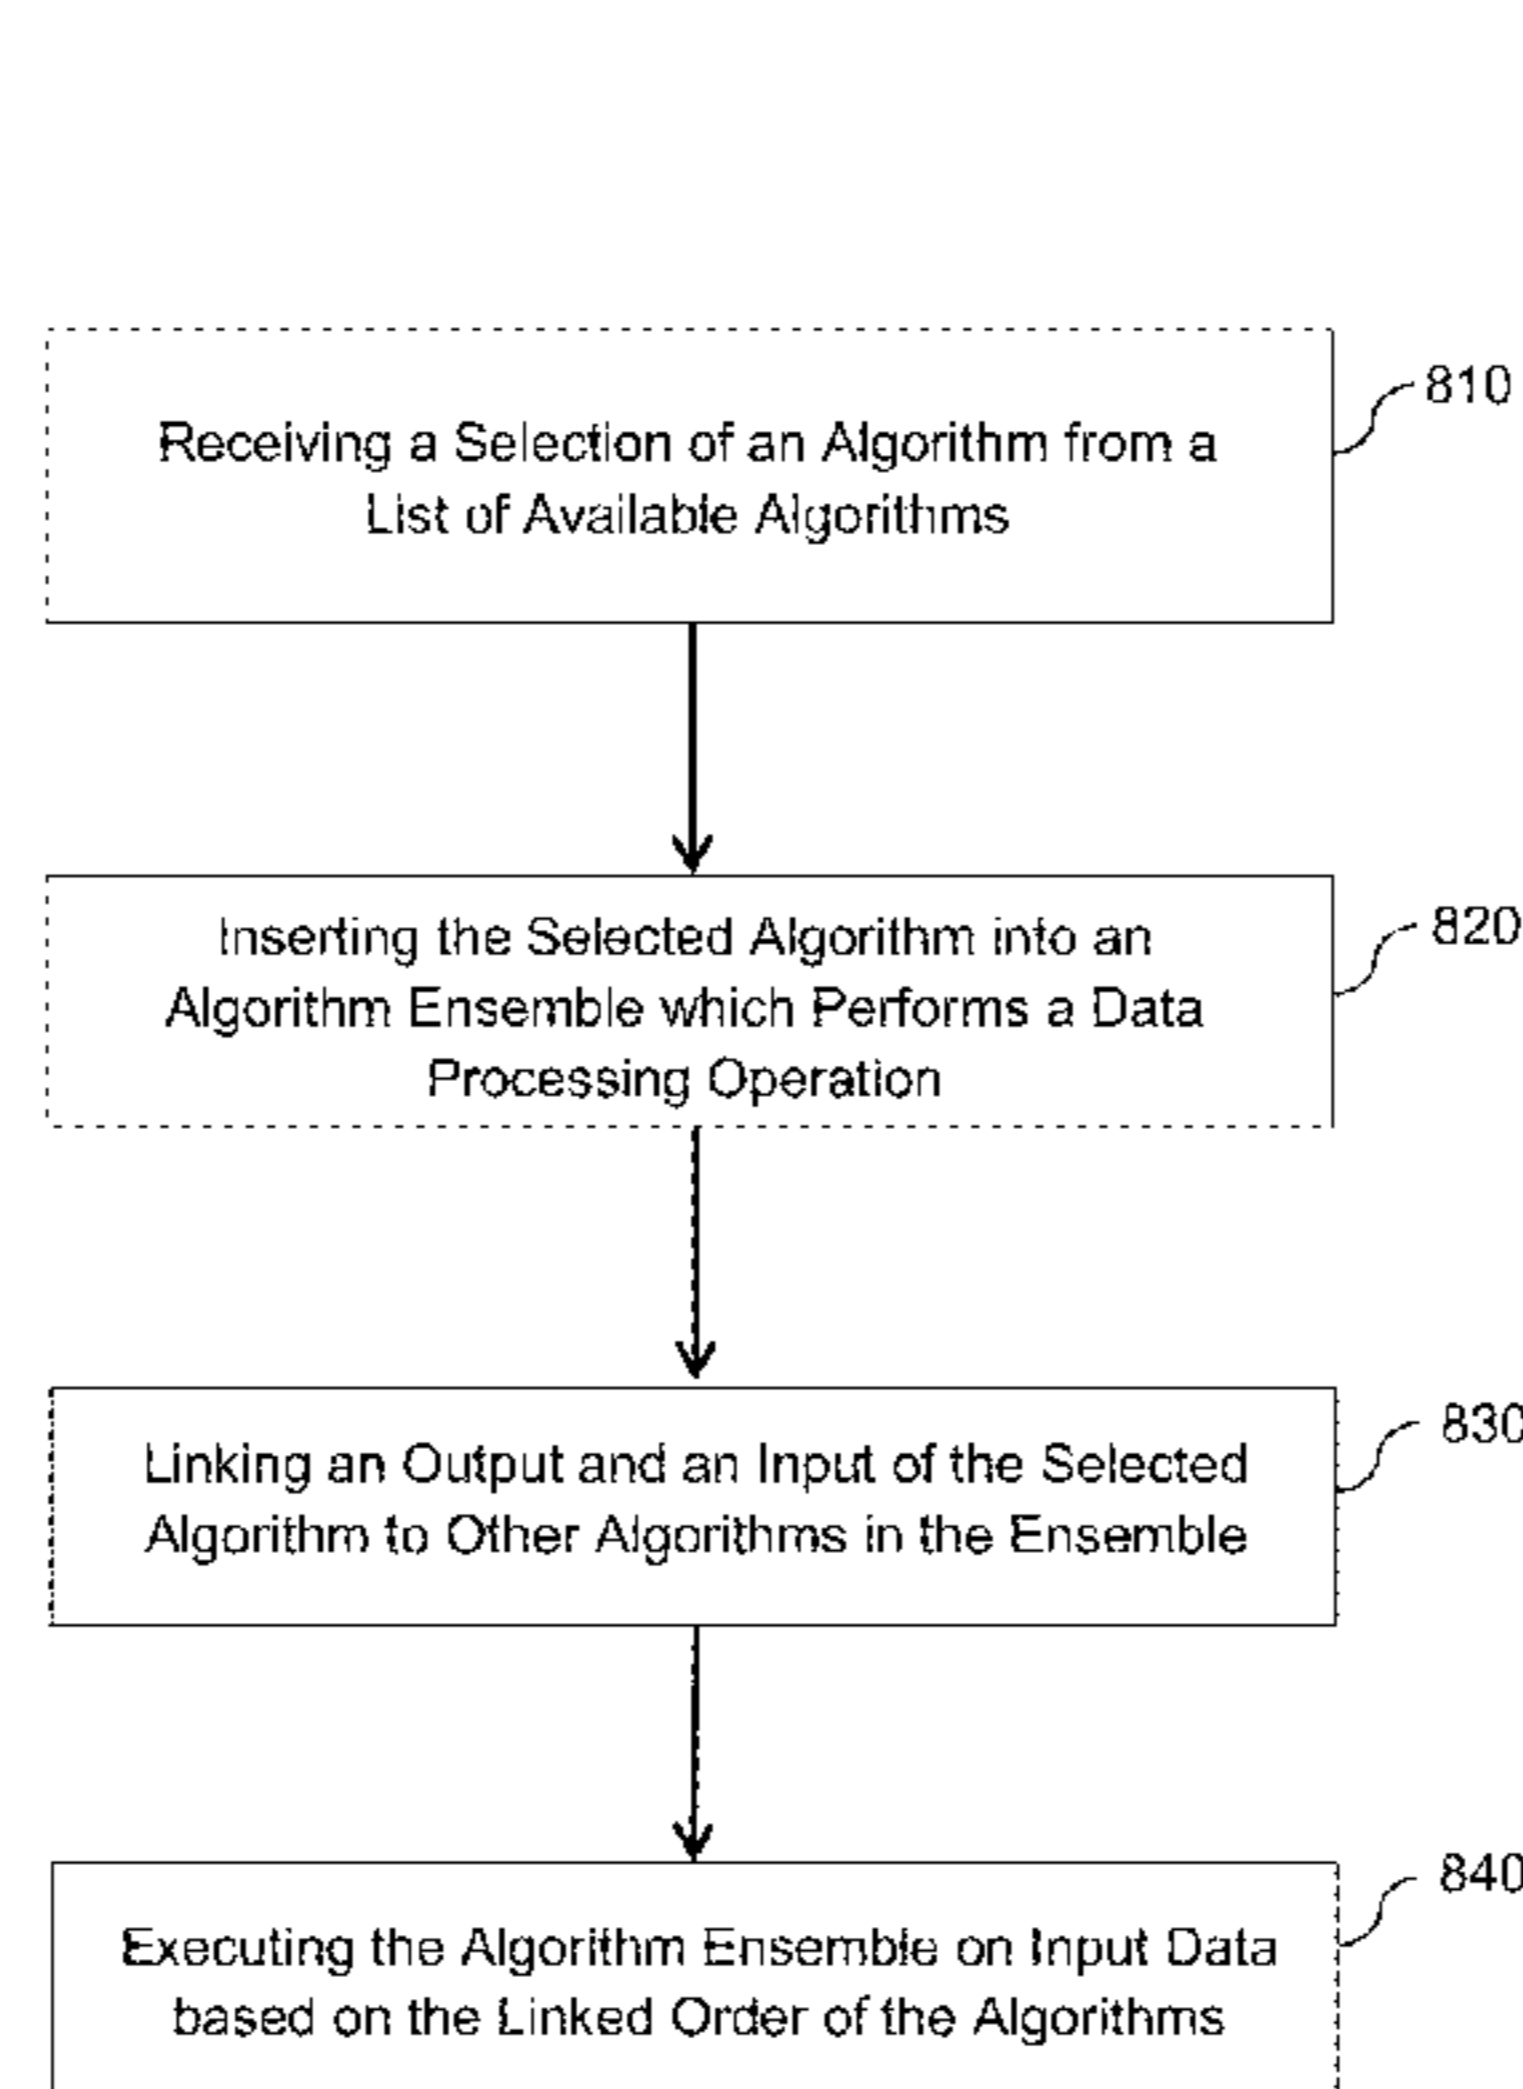 810
Receiving a Selection of an Algorithm from a
List of Available Algorithms
820
Inserting the Selected Algorithm into an
Algorithm Ensemble which Performs a Data
Processing Operation
830
Linking an Output and an Input of the Selected
Algorithm to Other Algorithms in the Ensemble
840
Executing the Algorithm Ensemble on Input Data
based on the Linked Order of the Algorithms